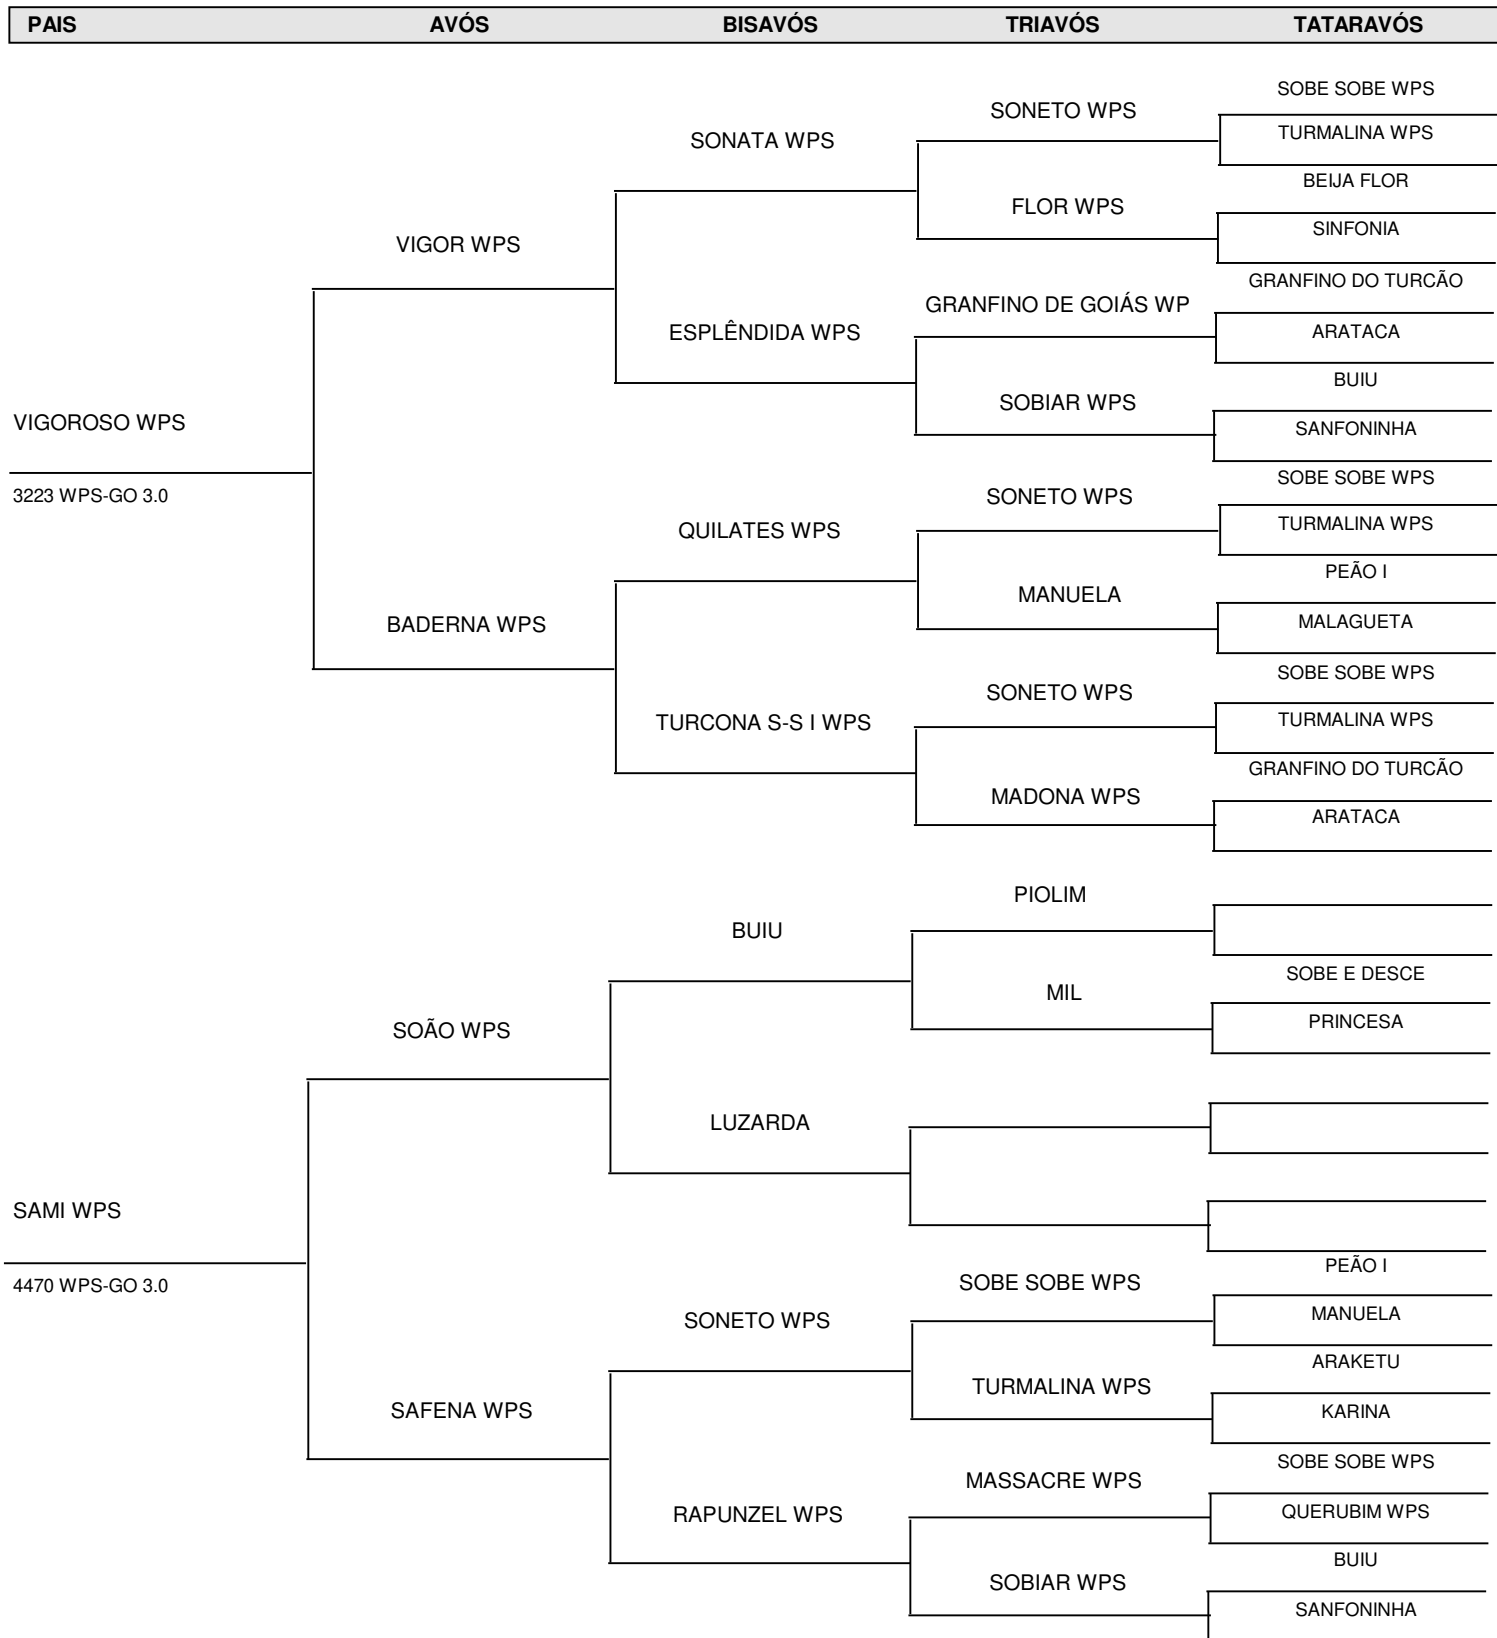 PAIS AVÓS BISAVÓS TRIAVÓS TATARAVÓS
SOBE SOBE WPS
SONETO WPS
TURMALINA WPS
SONATA WPS
BEIJA FLOR
FLOR WPS
SINFONIA
VIGOR WPS
GRANFINO DO TURCÃO
GRANFINO DE GOIÁS WP
ARATACA
ESPLÊNDIDA WPS
BUIU
SOBIAR WPS
VIGOROSO WPS
SANFONINHA
SOBE SOBE WPS
3223 WPS-GO 3.0
SONETO WPS
TURMALINA WPS
QUILATES WPS
PEÃO I
MANUELA
MALAGUETA
BADERNA WPS
SOBE SOBE WPS
SONETO WPS
TURMALINA WPS
TURCONA S-S I WPS
GRANFINO DO TURCÃO
MADONA WPS
ARATACA
PIOLIM
BUIU
SOBE E DESCE
MIL
PRINCESA
SOÃO WPS
LUZARDA
SAMI WPS
PEÃO I
4470 WPS-GO 3.0
SOBE SOBE WPS
MANUELA
SONETO WPS
ARAKETU
TURMALINA WPS
KARINA
SAFENA WPS
SOBE SOBE WPS
MASSACRE WPS
QUERUBIM WPS
RAPUNZEL WPS
BUIU
SOBIAR WPS
SANFONINHA